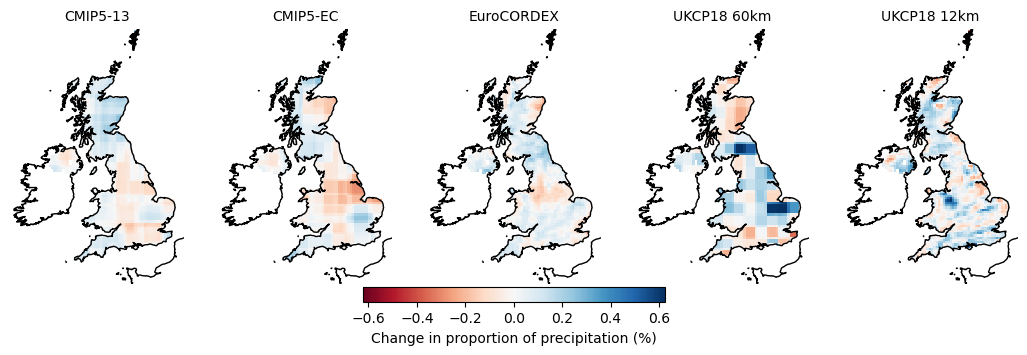 CMIP5-13 CMIP5-EC EuroCORDEX UKCP18 60km UKCP18 12km
−0.6 −0.4 −0.2 0.0 0.2 0.4 0.6
Change in proportion of precipitation (%)